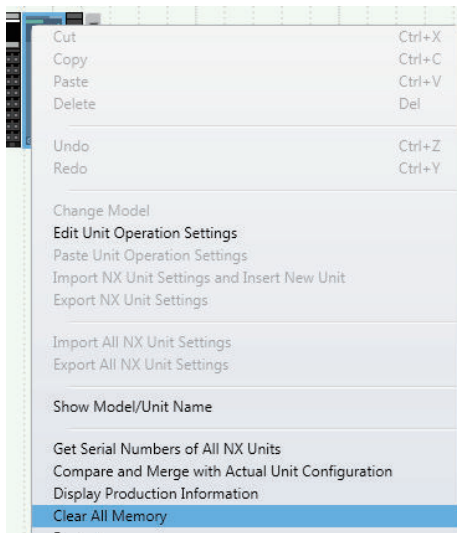 Cut Ctrl+X
Copy Ctrl+C
Paste Ctrl+V
Delete Del
Undo Ctrl+Z
Redo Ctrl+Y
Change Model
Edit Unit Operation Settings
Paste Unit Operation Settings
Import NX Unit Settings and Insert New Unit
Export NX Unit Settings
Import All NX Unit Settings
Export All NX Unit Settings
Show Model/Unit Name
Get Serial Numbers of All NX Units
Compare and Merge with Actual Unit Configuration
Display Production Information
Clear All Memory